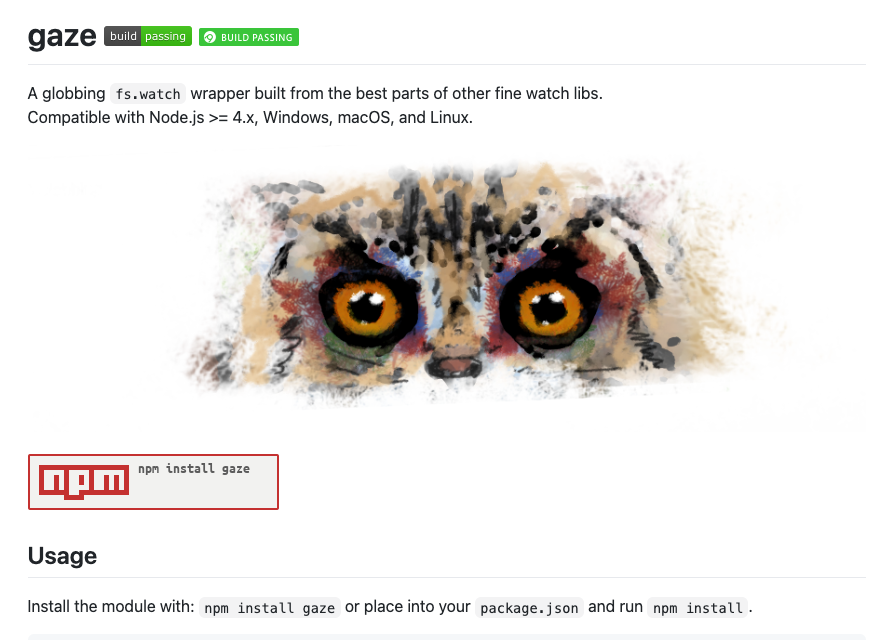 gaze build passing BUILD PASSING
A globbing fs.watch wrapper built from the best parts of other fine watch libs.
Compatible with Node.js >= 4.x, Windows, macOS, and Linux.
npm npm install gaze
Usage
Install the module with: npm install gaze or place into your package.json and run npm install.